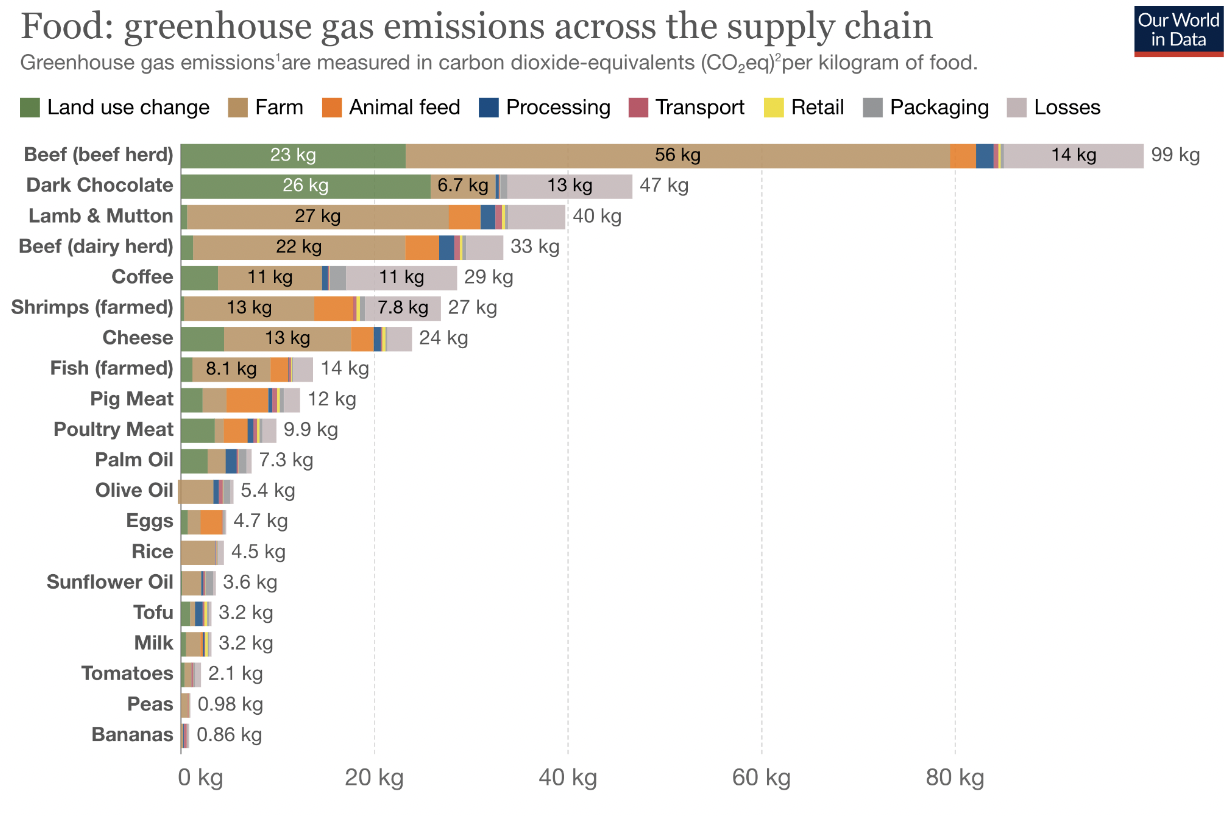 Food: greenhouse gas emissions across the supply chain
Our World
in Data
Greenhouse gas emissions¹are measured in carbon dioxide-equivalents (CO₂eq)²per kilogram of food.
Land use change Farm Animal feed Processing Transport Retail Packaging Losses
Beef (beef herd) 23 kg 56 kg 14 kg 99 kg
Dark Chocolate 26 kg 6.7 kg 13 kg 47 kg
Lamb & Mutton 27 kg 40 kg
Beef (dairy herd) 22 kg 33 kg
Coffee 11 kg 11 kg 29 kg
Shrimps (farmed) 13 kg 7.8 kg 27 kg
Cheese 13 kg 24 kg
Fish (farmed) 8.1 kg 14 kg
Pig Meat 12 kg
Poultry Meat 9.9 kg
Palm Oil 7.3 kg
Olive Oil 5.4 kg
Eggs 4.7 kg
Rice 4.5 kg
Sunflower Oil 3.6 kg
Tofu 3.2 kg
Milk 3.2 kg
Tomatoes 2.1 kg
Peas 0.98 kg
Bananas 0.86 kg
0 kg 20 kg 40 kg 60 kg 80 kg